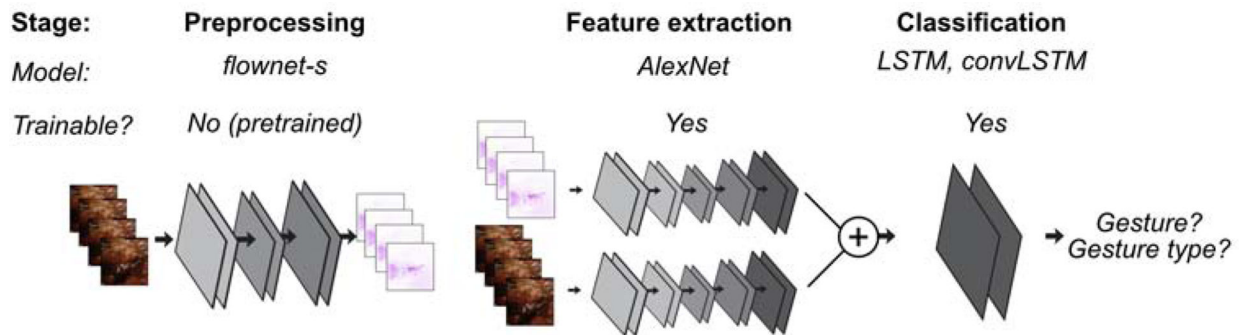 Stage: Preprocessing Feature extraction Classification
Model: flownet-s AlexNet LSTM, convLSTM
Trainable? No (pretrained) Yes Yes
+
Gesture?
Gesture type?